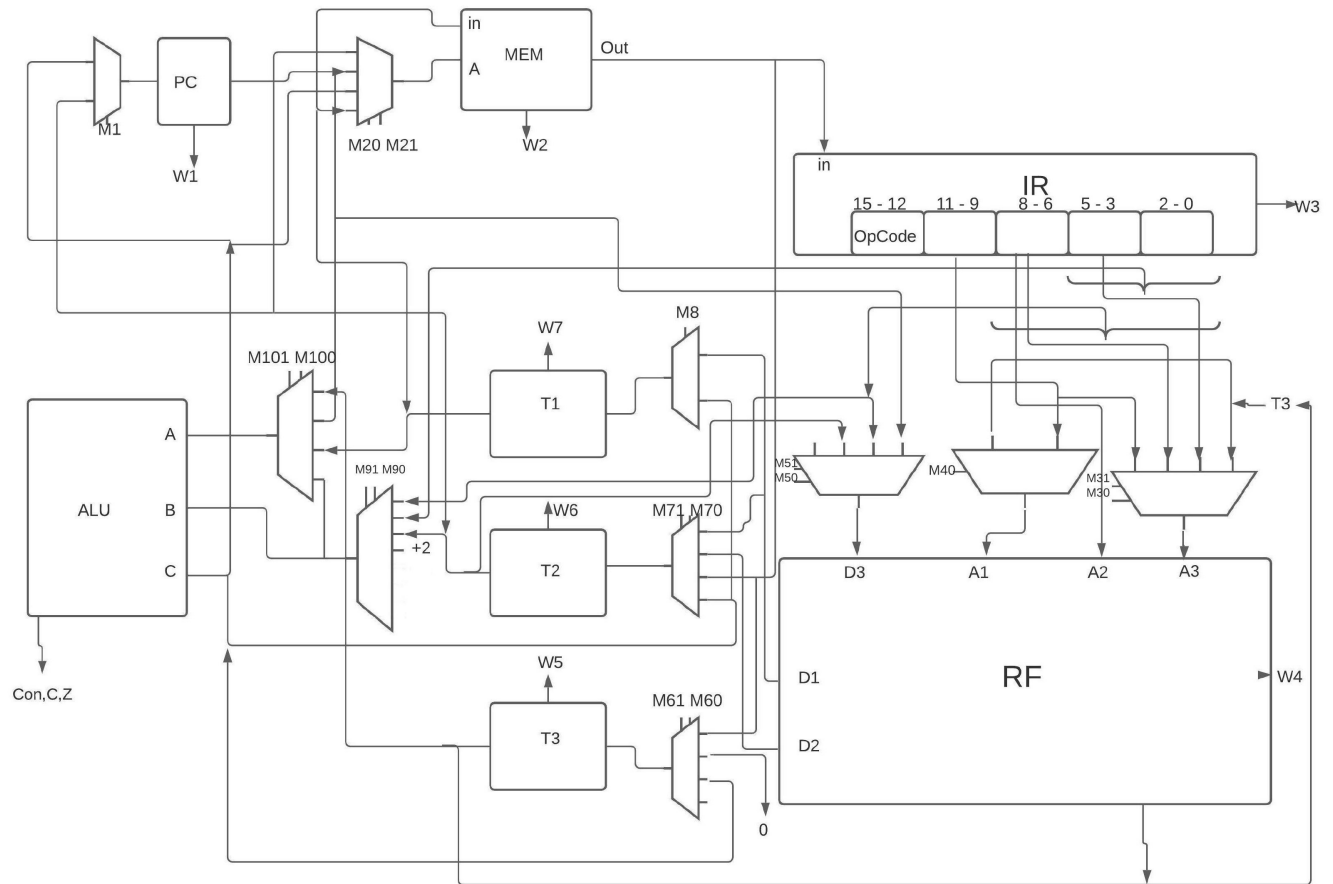 in
MEM
Out
A
PC
M1
M20 M21
W2
W1
in
IR
15 - 12
11 - 9
8 - 6
5 - 3
2 - 0
W3
OpCode
M8
W7
M101 M100
T1
T3
A
M91 M90
M51
M50
M40
M31
M30
ALU
B
W6
M71 M70
+2
C
T2
D3
A1
A2
A3
W5
D1
RF
W4
Con,C,Z
M61 M60
T3
D2
0